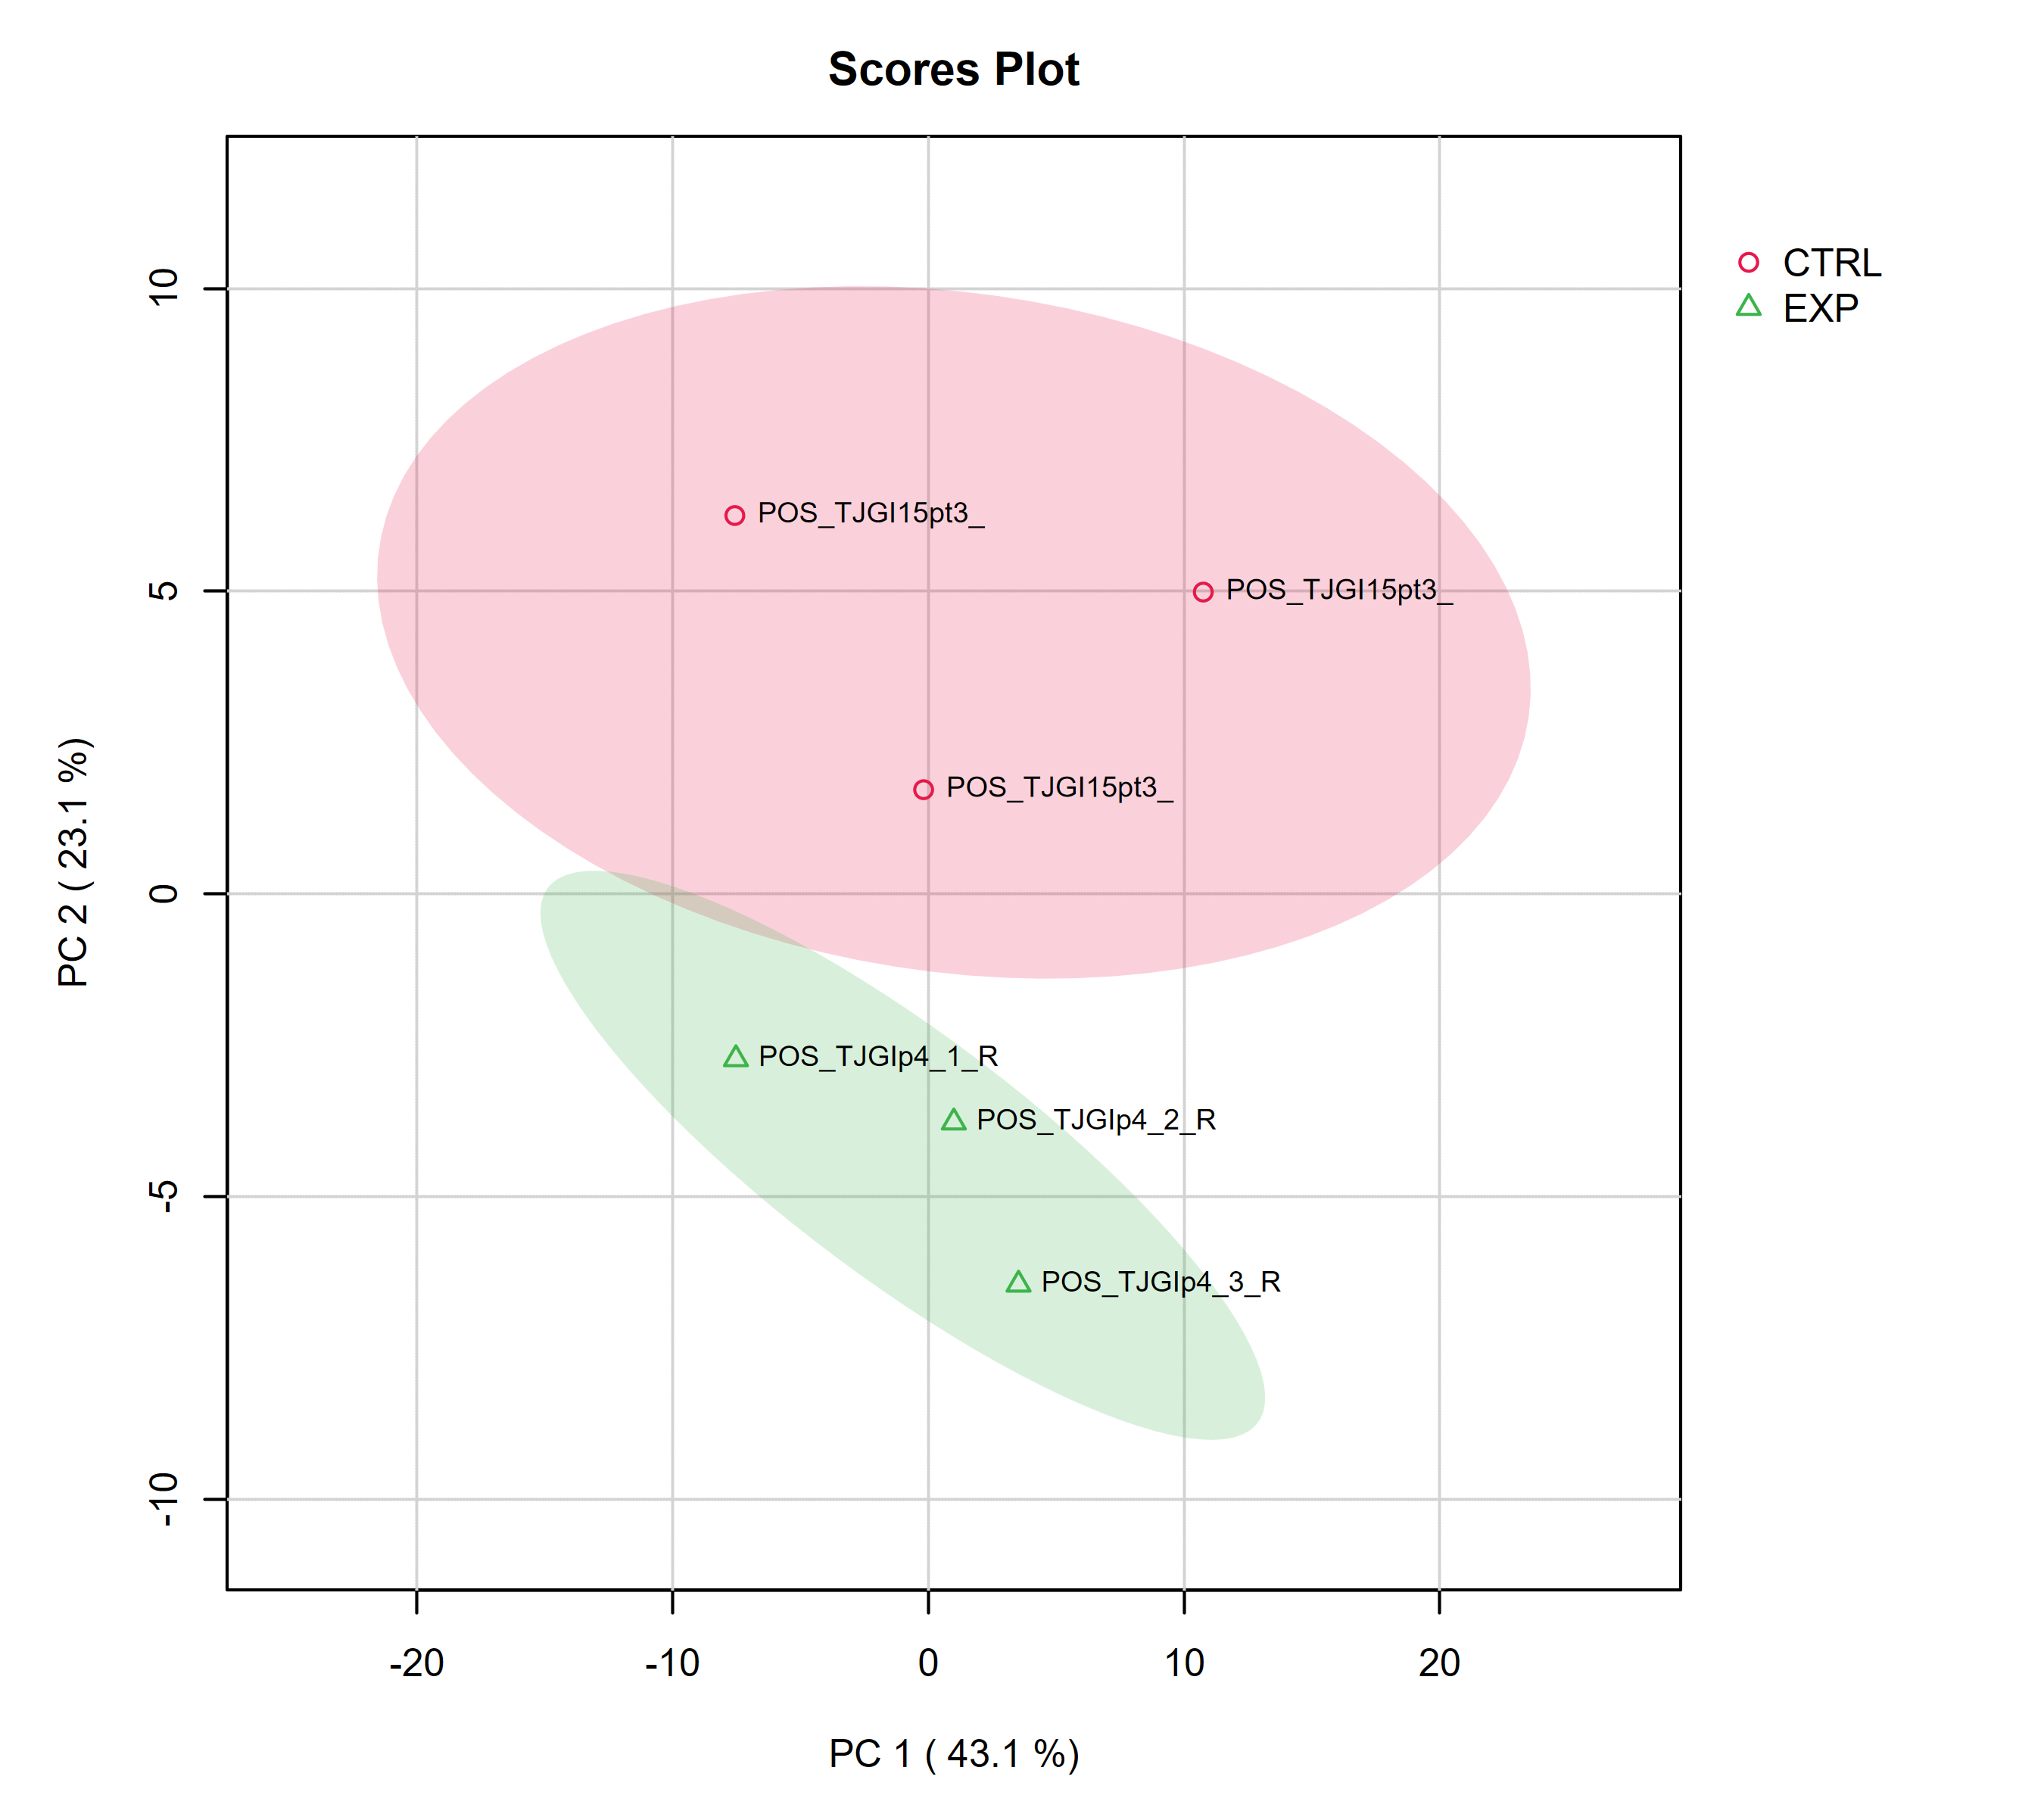 Scores Plot
CTRL
EXP
10
5
0
-5
-10
PC 2 ( 23.1 %)
POS_TJGI15pt3_
POS_TJGI15pt3_
POS_TJGI15pt3_
POS_TJGIp4_1_R
POS_TJGIp4_2_R
POS_TJGIp4_3_R
-20 -10 0 10 20
PC 1 ( 43.1 %)